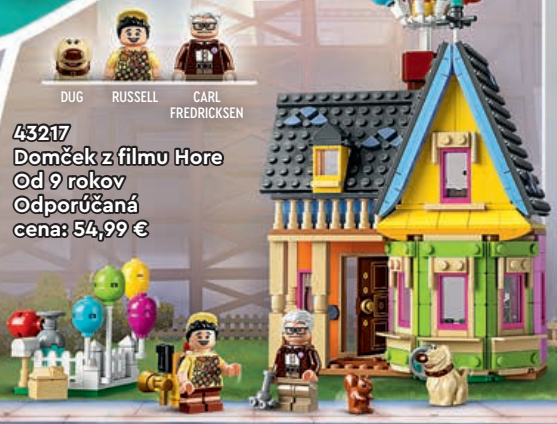 DUG
RUSSELL
CARL
FREDRICKSEN
43217
Domček z filmu Hore
Od 9 rokov
Odporúčaná
cena: 54,99 €